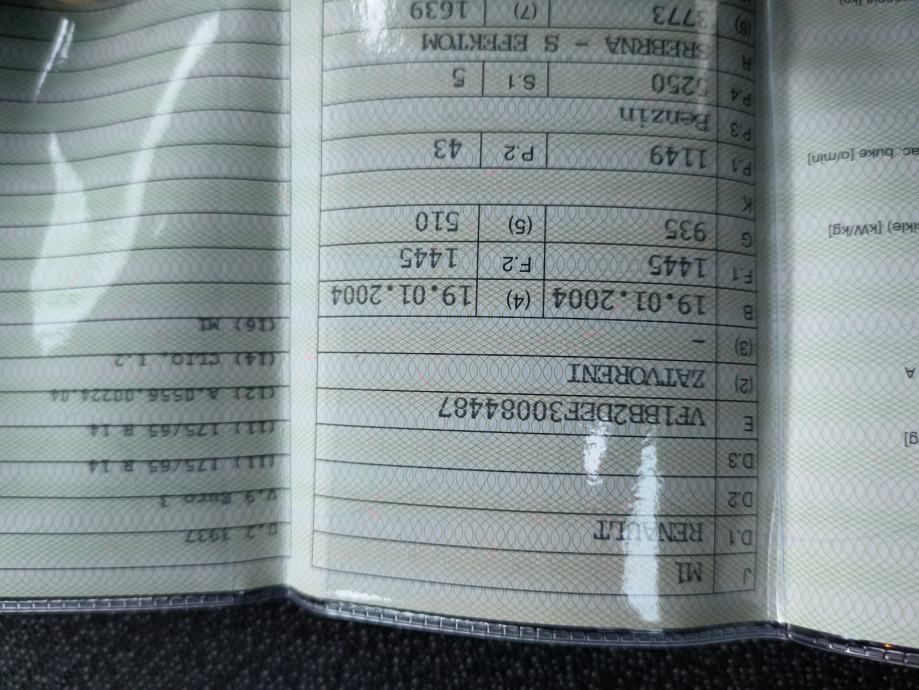 g]
A
[kW/kg]
buke [o/min]
J M1
D.1 RENAULT
D.2
D.3
E VF1BB2DEF30084487
(2) ZATVORENI
(3) –
B 19.01.2004 (4) 19.01.2004
F.1 1445 F.2 1445
G 935 (5) 510
K
P.1 1149 P.2 43
P.3 Benzin
P.4 5250 S.1 5
R SREBRNA – S EFEKTOM
(6) 3773 (7) 1639
U.2 3937
V.9 Euro 3
(11) 175/65 R 14
(11) 175/65 R 14
(12) A.0556.00224.04
(14) CLIO 1.2
(16) M1